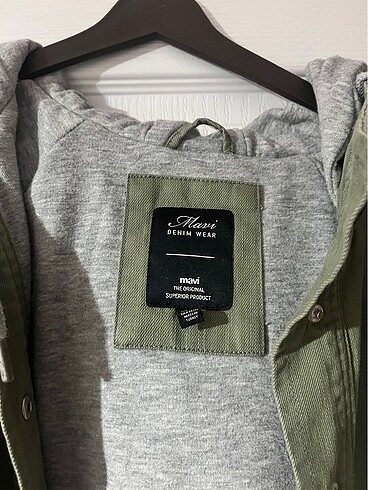 Mavi
DENIM WEAR
mavi
THE ORIGINAL
SUPERIOR PRODUCT